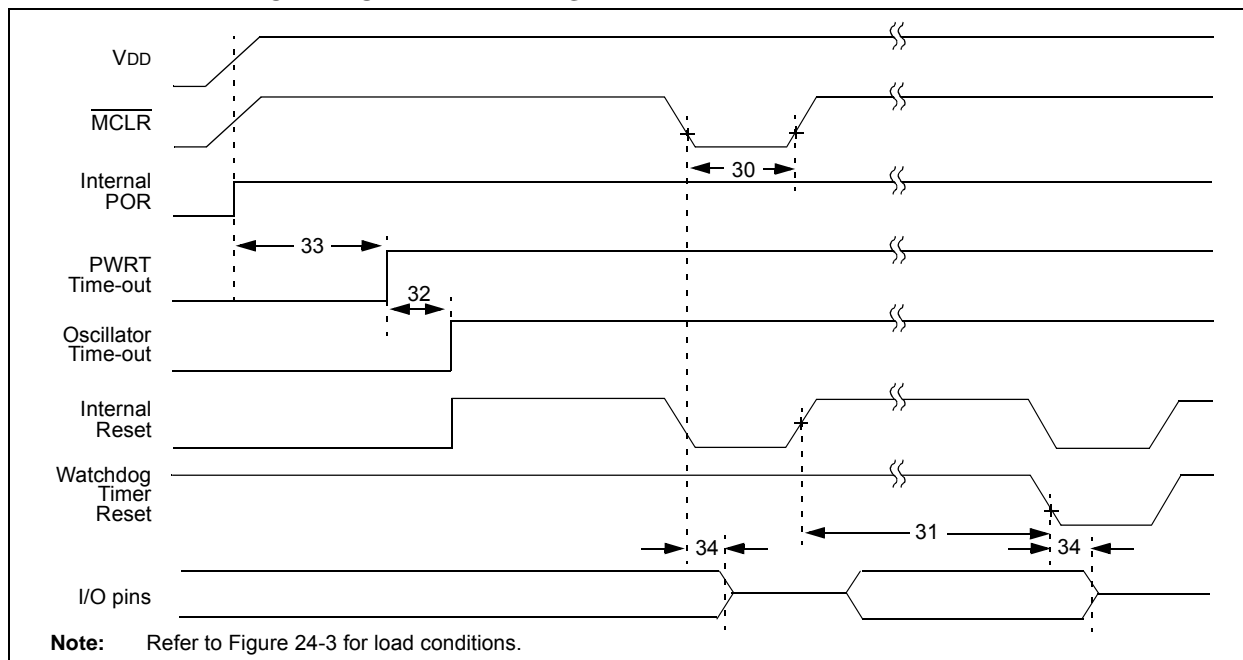 VDD
MCLR
30
Internal
POR
33
PWRT
Time-out
32
Oscillator
Time-out
Internal
Reset
Watchdog
Timer
Reset
31
34
34
I/O pins
Note: Refer to Figure 24-3 for load conditions.